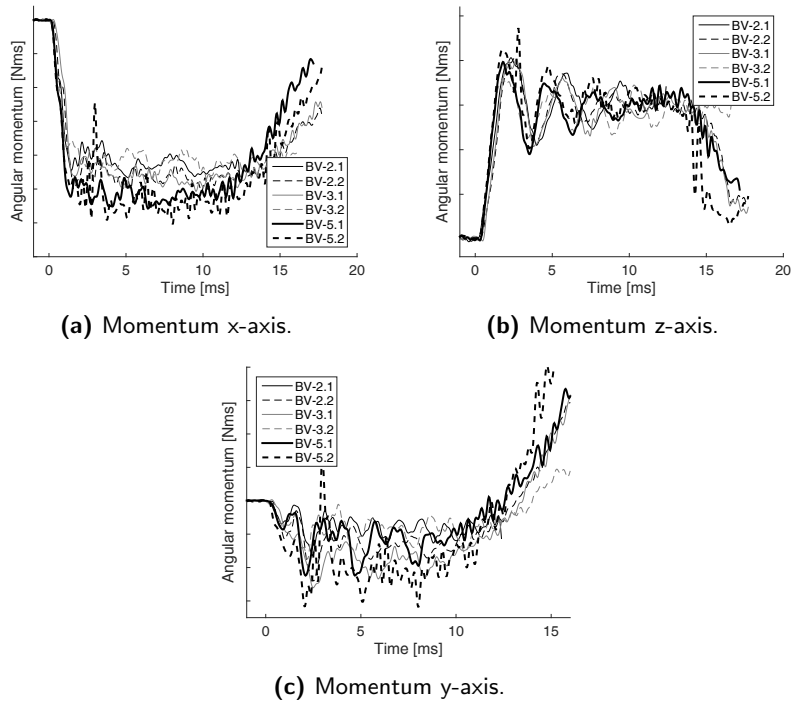 Angular momentum [Nms]
BV-2.1
BV-2.2
BV-3.1
BV-3.2
BV-5.1
BV-5.2
0 5 10 15 20
Time [ms]
(a) Momentum x-axis.
Angular momentum [Nms]
BV-2.1
BV-2.2
BV-3.1
BV-3.2
BV-5.1
BV-5.2
0 5 10 15 20
Time [ms]
(b) Momentum z-axis.
Angular momentum [Nms]
BV-2.1
BV-2.2
BV-3.1
BV-3.2
BV-5.1
BV-5.2
0 5 10 15
Time [ms]
(c) Momentum y-axis.